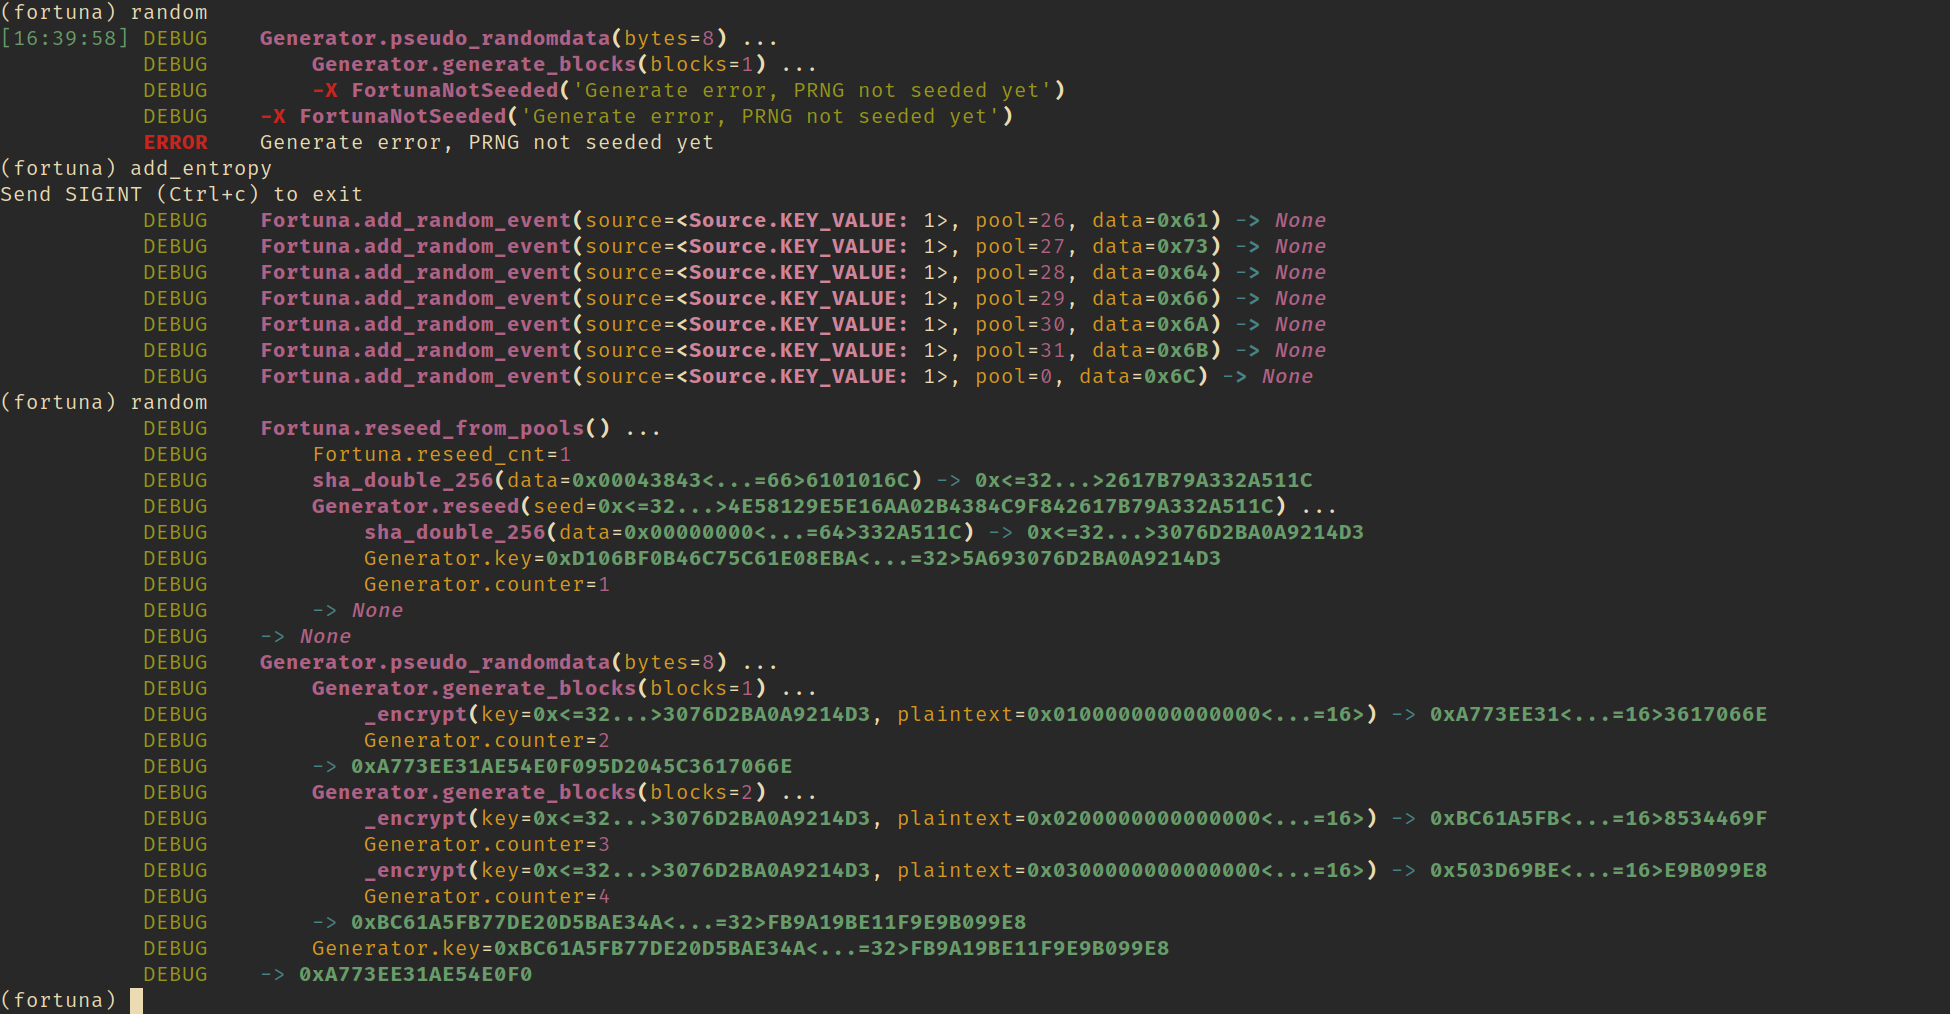 (fortuna) random
[16:39:58] DEBUG    Generator.pseudo_randomdata(bytes=8) ...
           DEBUG        Generator.generate_blocks(blocks=1) ...
           DEBUG        -X FortunaNotSeeded('Generate error, PRNG not seeded yet')
           DEBUG    -X FortunaNotSeeded('Generate error, PRNG not seeded yet')
           ERROR    Generate error, PRNG not seeded yet
(fortuna) add_entropy
Send SIGINT (Ctrl+c) to exit
           DEBUG    Fortuna.add_random_event(source=<Source.KEY_VALUE: 1>, pool=26, data=0x61) -> None
           DEBUG    Fortuna.add_random_event(source=<Source.KEY_VALUE: 1>, pool=27, data=0x73) -> None
           DEBUG    Fortuna.add_random_event(source=<Source.KEY_VALUE: 1>, pool=28, data=0x64) -> None
           DEBUG    Fortuna.add_random_event(source=<Source.KEY_VALUE: 1>, pool=29, data=0x66) -> None
           DEBUG    Fortuna.add_random_event(source=<Source.KEY_VALUE: 1>, pool=30, data=0x6A) -> None
           DEBUG    Fortuna.add_random_event(source=<Source.KEY_VALUE: 1>, pool=31, data=0x6B) -> None
           DEBUG    Fortuna.add_random_event(source=<Source.KEY_VALUE: 1>, pool=0, data=0x6C) -> None
(fortuna) random
           DEBUG    Fortuna.reseed_from_pools() ...
           DEBUG        Fortuna.reseed_cnt=1
           DEBUG        sha_double_256(data=0x00043843<...=66>6101016C) -> 0x<=32...>2617B79A332A511C
           DEBUG        Generator.reseed(seed=0x<=32...>4E58129E5E16AA02B4384C9F842617B79A332A511C) ...
           DEBUG            sha_double_256(data=0x00000000<...=64>332A511C) -> 0x<=32...>3076D2BA0A9214D3
           DEBUG            Generator.key=0xD106BF0B46C75C61E08EBA<...=32>5A693076D2BA0A9214D3
           DEBUG            Generator.counter=1
           DEBUG        -> None
           DEBUG    -> None
           DEBUG    Generator.pseudo_randomdata(bytes=8) ...
           DEBUG        Generator.generate_blocks(blocks=1) ...
           DEBUG            _encrypt(key=0x<=32...>3076D2BA0A9214D3, plaintext=0x0100000000000000<...=16>) -> 0xA773EE31<...=16>3617066E
           DEBUG            Generator.counter=2
           DEBUG        -> 0xA773EE31AE54E0F095D2045C3617066E
           DEBUG        Generator.generate_blocks(blocks=2) ...
           DEBUG            _encrypt(key=0x<=32...>3076D2BA0A9214D3, plaintext=0x0200000000000000<...=16>) -> 0xBC61A5FB<...=16>8534469F
           DEBUG            Generator.counter=3
           DEBUG            _encrypt(key=0x<=32...>3076D2BA0A9214D3, plaintext=0x0300000000000000<...=16>) -> 0x503D69BE<...=16>E9B099E8
           DEBUG            Generator.counter=4
           DEBUG        -> 0xBC61A5FB77DE20D5BAE34A<...=32>FB9A19BE11F9E9B099E8
           DEBUG        Generator.key=0xBC61A5FB77DE20D5BAE34A<...=32>FB9A19BE11F9E9B099E8
           DEBUG    -> 0xA773EE31AE54E0F0
(fortuna)